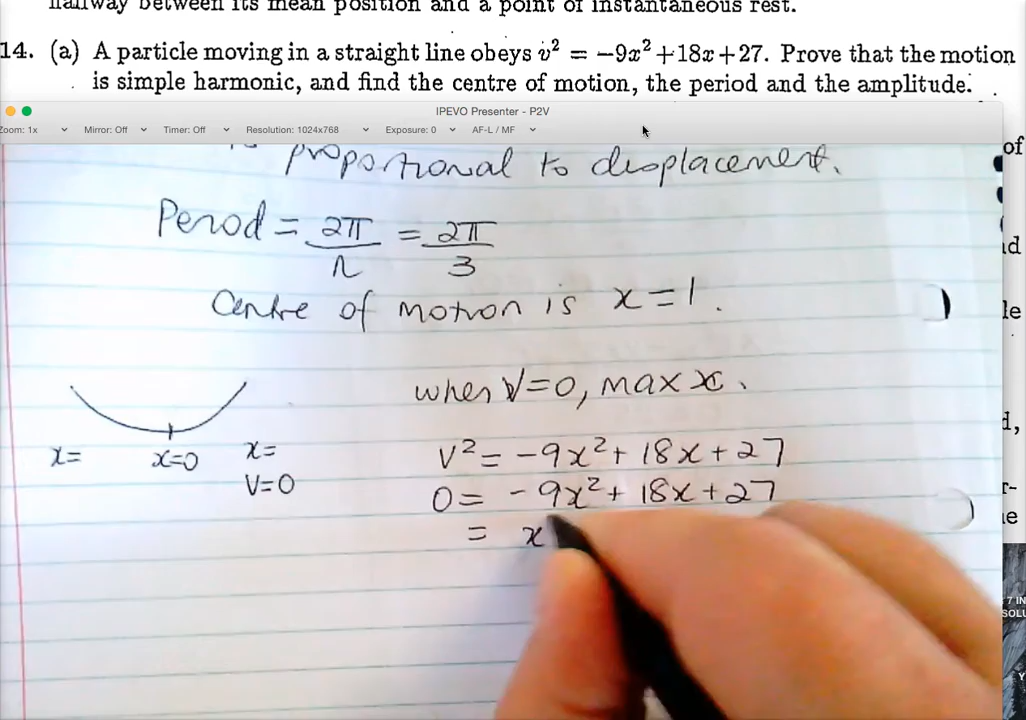 halfway between its mean position and a point of instantaneous rest.
14. (a) A particle moving in a straight line obeys v² = −9x² + 18x + 27. Prove that the motion
is simple harmonic, and find the centre of motion, the period and the amplitude.
IPEVO Presenter - P2V
Zoom: 1x Mirror: Off Timer: Off Resolution: 1024x768 Exposure: 0 AF-L / MF
of
proportional to displacement.
Period = 2π/n = 2π/3
Centre of motion is x = 1.
le
when V=0, max x.
x= x=0 x=
V=0
V² = -9x² + 18x + 27
0 = -9x² + 18x + 27
= x